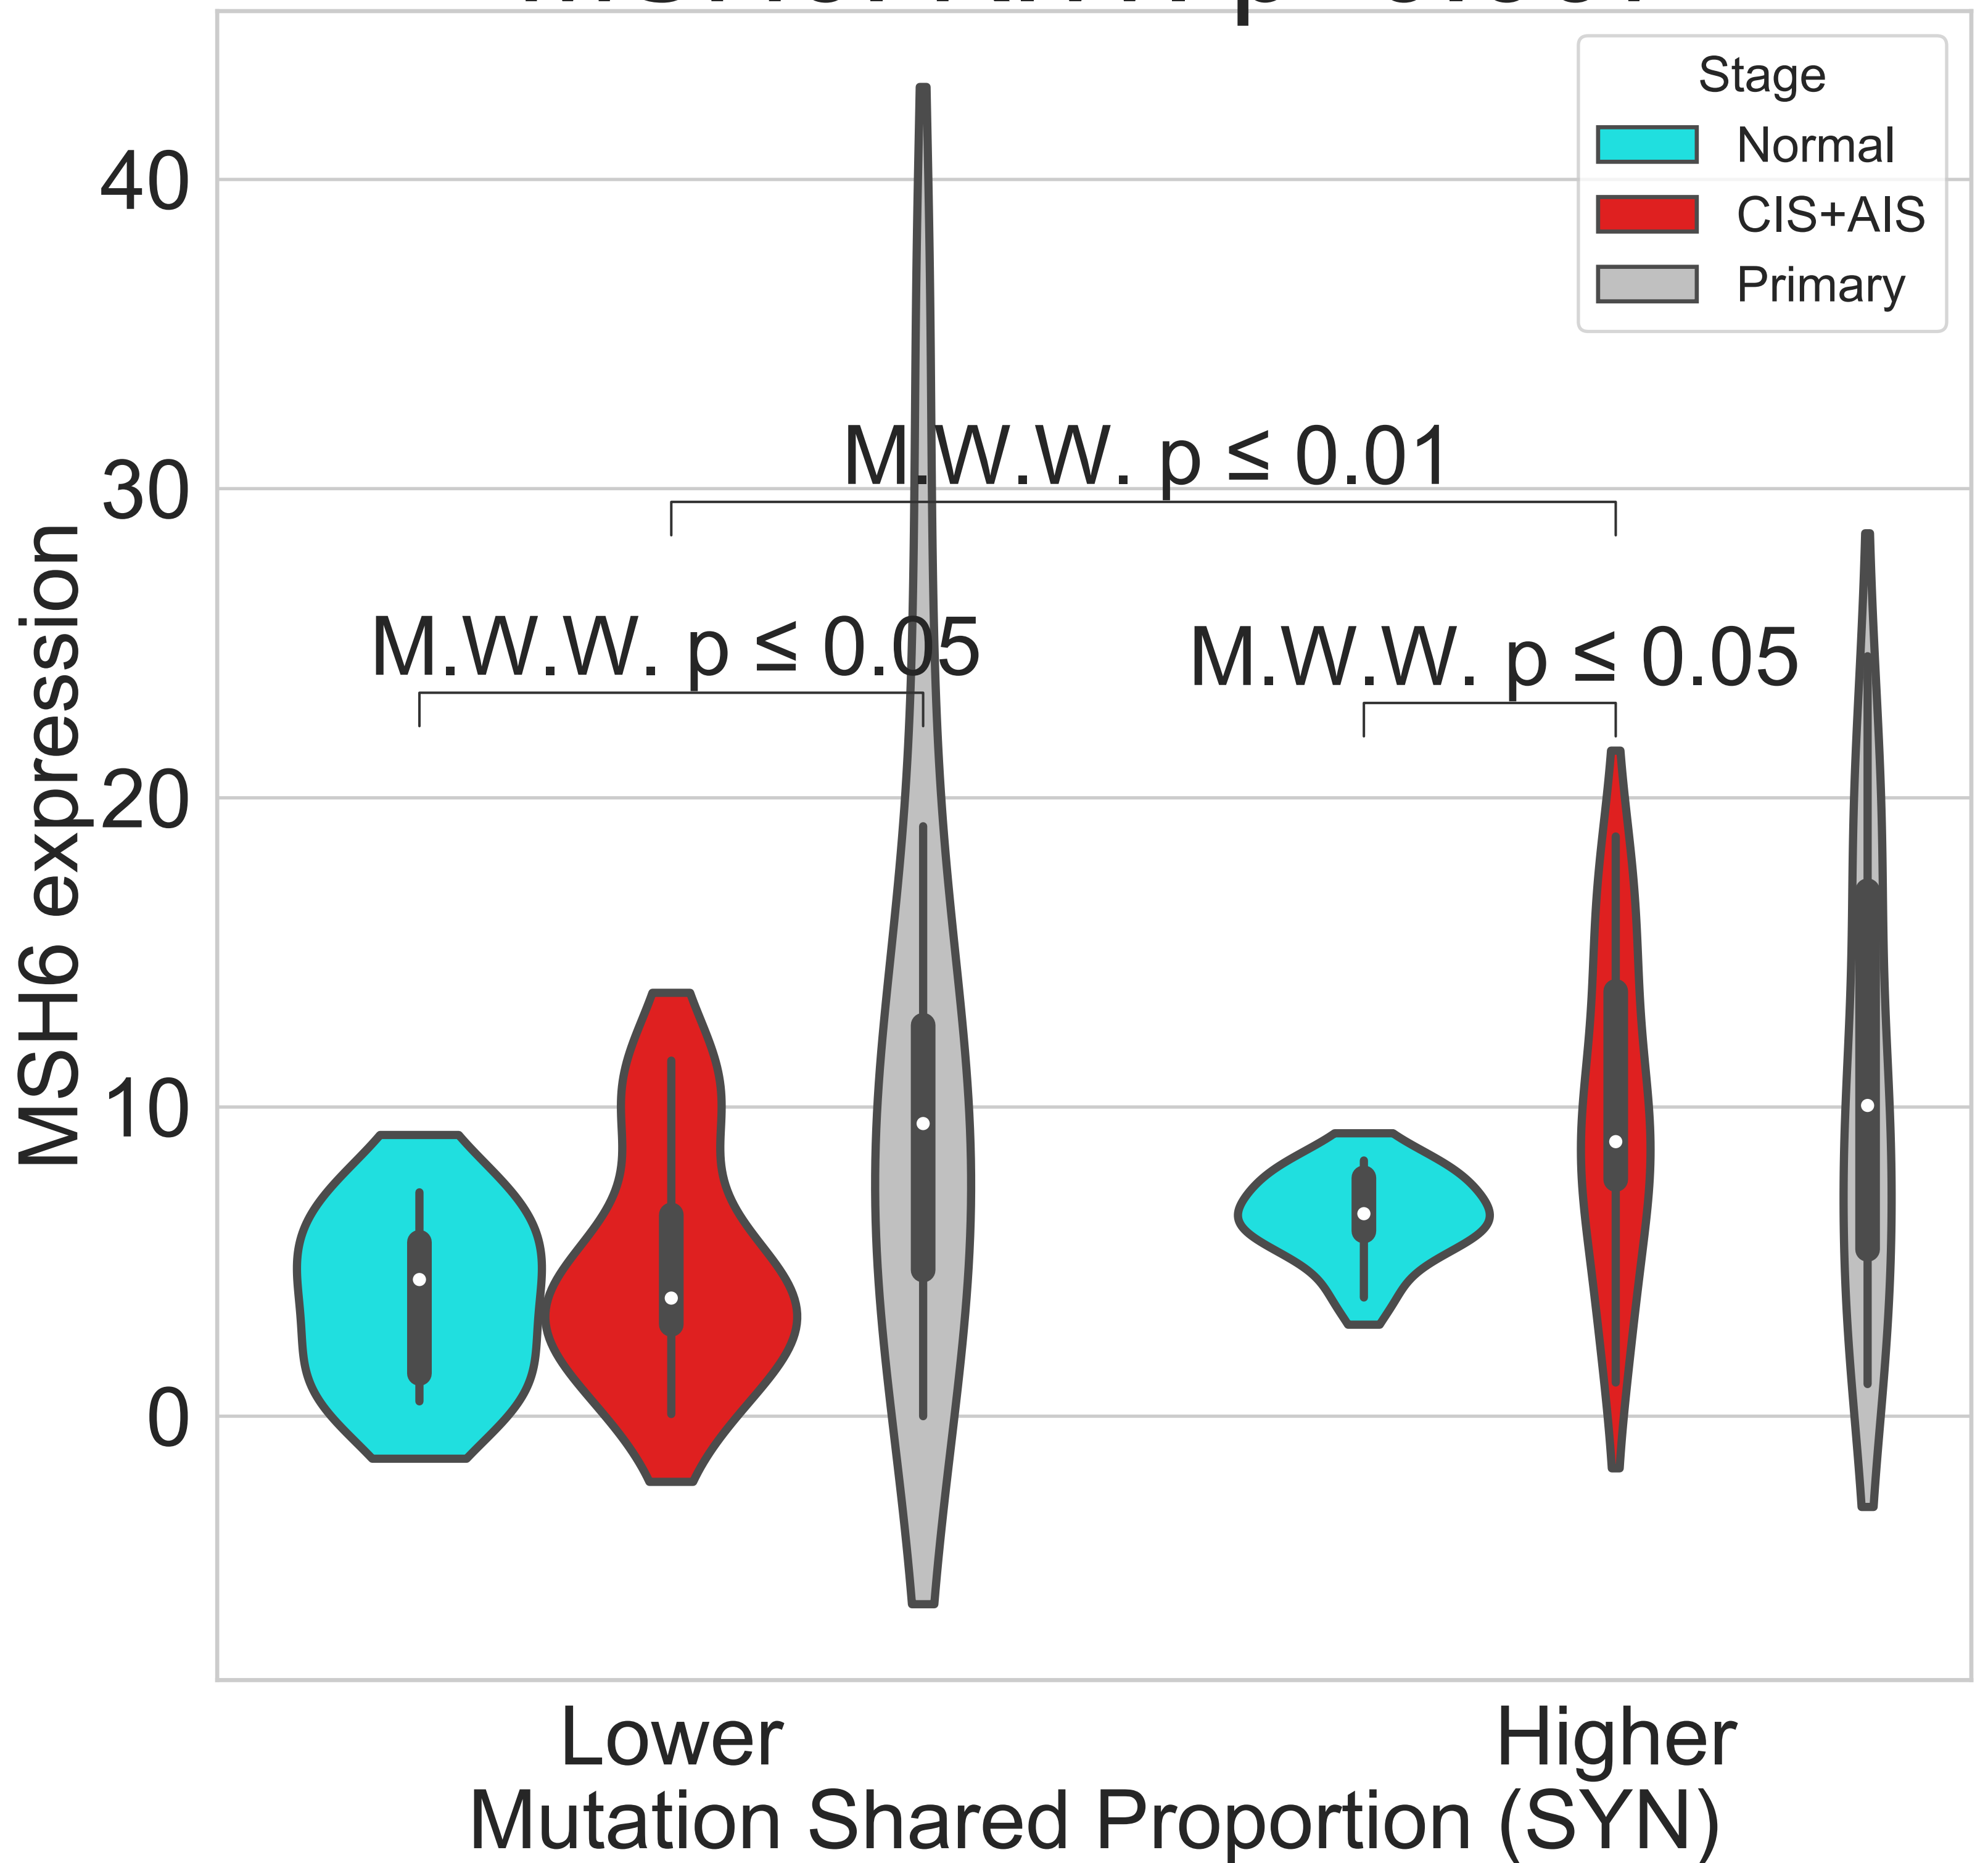 Stage
Normal
CIS+AIS
Primary
40
30
20
10
0
MSH6 expression
M.W.W. p ≤ 0.01
M.W.W. p ≤ 0.05
M.W.W. p ≤ 0.05
Lower
Higher
Mutation Shared Proportion (SYN)